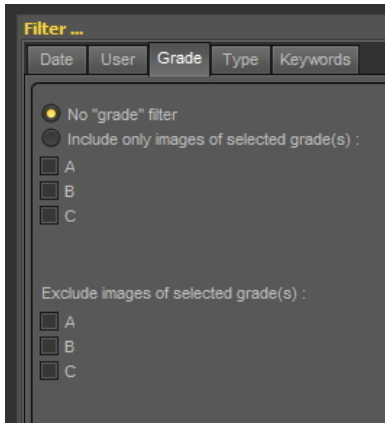 Filter ...
Date User Grade Type Keywords
No "grade" filter
Include only images of selected grade(s) :
A
B
C
Exclude images of selected grade(s) :
A
B
C